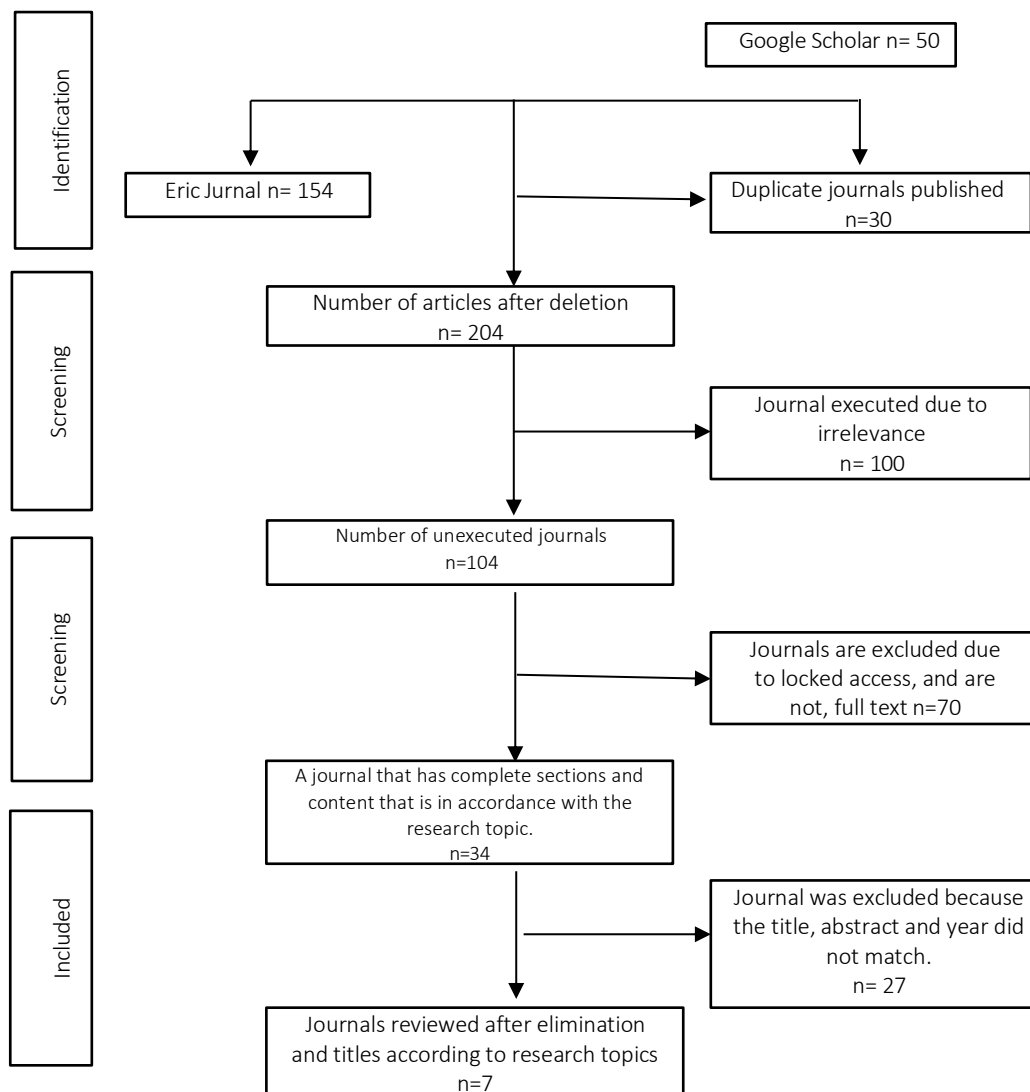 Identification
Google Scholar n= 50
Eric Jurnal n= 154
Duplicate journals published
n=30
Number of articles after deletion
n= 204
Screening
Journal executed due to
irrelevance
n= 100
Number of unexecuted journals
n=104
Screening
Journals are excluded due
to locked access, and are
not, full text n=70
A journal that has complete sections and
content that is in accordance with the
research topic.
n=34
Included
Journal was excluded because
the title, abstract and year did
not match.
n= 27
Journals reviewed after elimination
and titles according to research topics
n=7